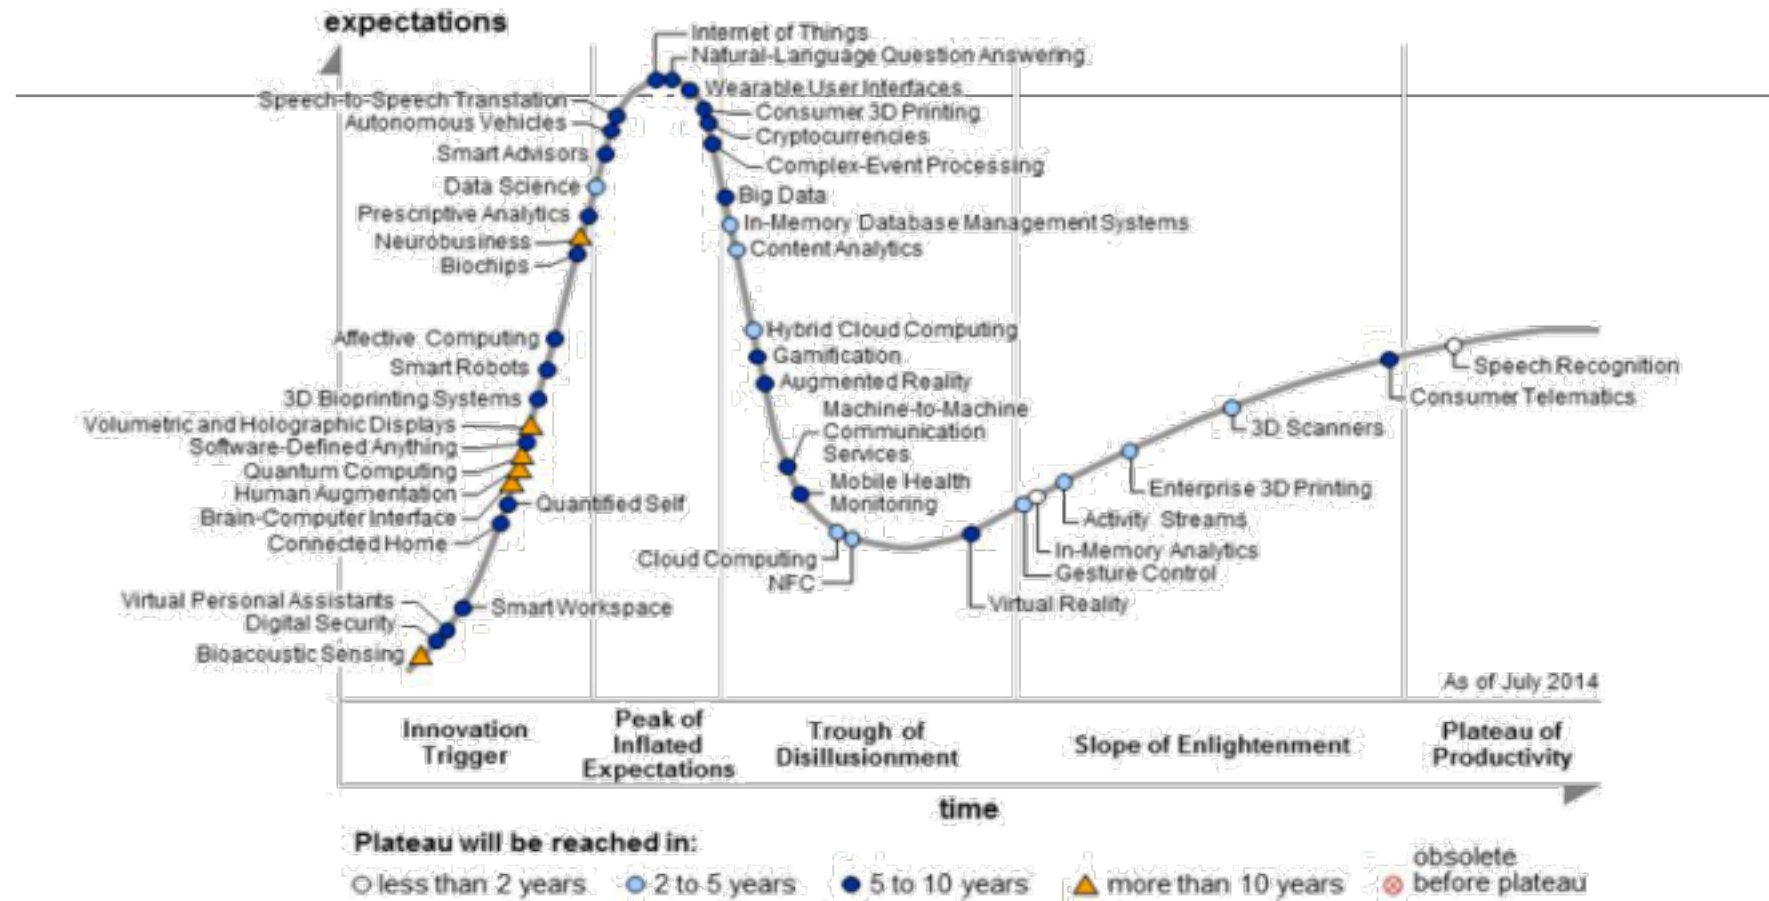 expectations
Internet of Things
Natural-Language Question Answering
Wearable User Interfaces
Speech-to-Speech Translation
Consumer 3D Printing
Autonomous Vehicles
Cryptocurrencies
Smart Advisors
Complex-Event Processing
Data Science
Big Data
Prescriptive Analytics
In-Memory Database Management Systems
Neurobusiness
Content Analytics
Biochips
Hybrid Cloud Computing
Affective Computing
Gamification
Smart Robots
Augmented Reality
3D Bioprinting Systems
Machine-to-Machine
Communication
Services
Volumetric and Holographic Displays
Software-Defined Anything
Quantum Computing
Human Augmentation
Brain-Computer Interface
Quantified Self
Connected Home
Mobile Health
Monitoring
Speech Recognition
Consumer Telematics
3D Scanners
Enterprise 3D Printing
Activity Streams
In-Memory Analytics
Gesture Control
Cloud Computing
NFC
Virtual Reality
Virtual Personal Assistants
Smart Workspace
Digital Security
Bioacoustic Sensing
As of July 2014
Innovation
Trigger
Peak of
Inflated
Expectations
Trough of
Disillusionment
Slope of Enlightenment
Plateau of
Productivity
time
Plateau will be reached in:
less than 2 years
2 to 5 years
5 to 10 years
more than 10 years
obsolete
before plateau